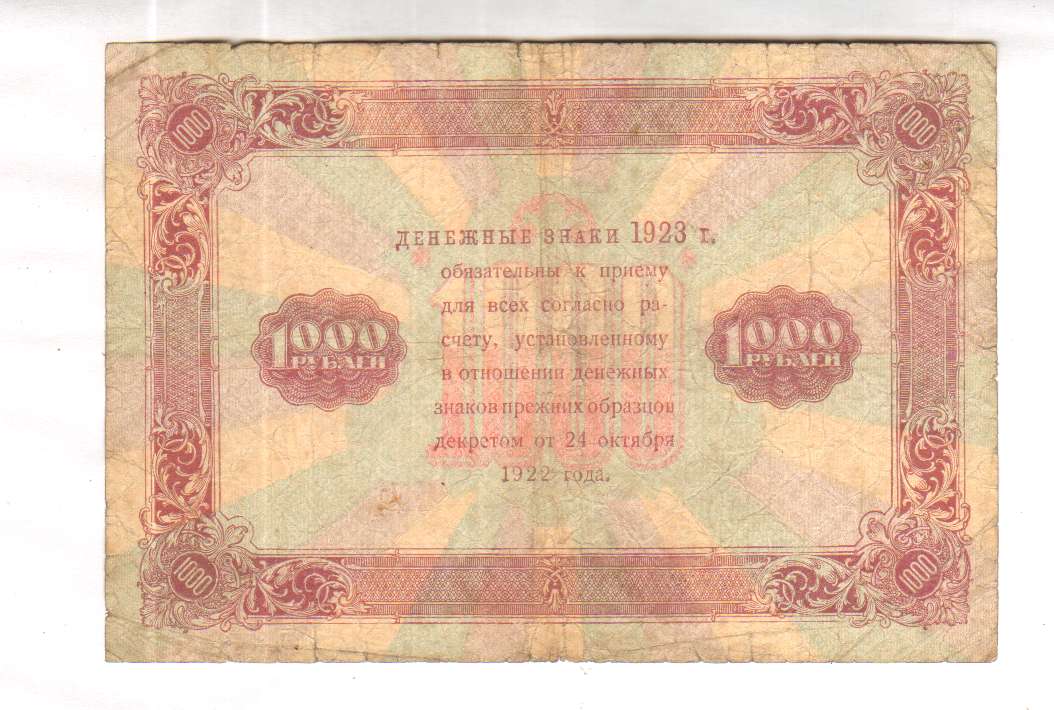 1000 1000
ДЕНЕЖНЫЕ ЗНАКИ 1923 г.
обязательны к приему
для всех согласно ра-
1000 1000
РУБЛЕЙ РУБЛЕЙ
счету, установленному
в отношении денежных
знаков прежних образцов
декретом от 24 октября
1922 года.
1000
1000 1000